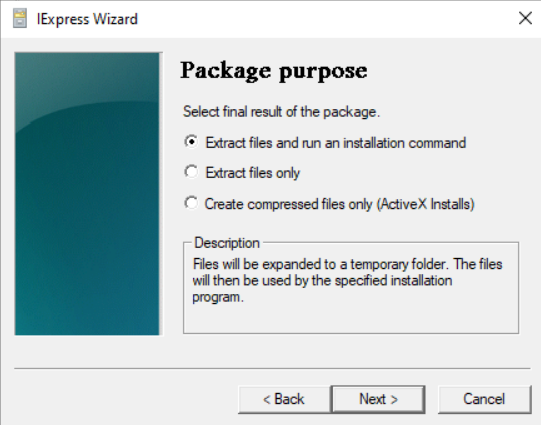 IExpress Wizard
Package purpose
Select final result of the package.
Extract files and run an installation command
Extract files only
Create compressed files only (ActiveX Installs)
Description
Files will be expanded to a temporary folder. The files
will then be used by the specified installation
program.
< Back
Next >
Cancel